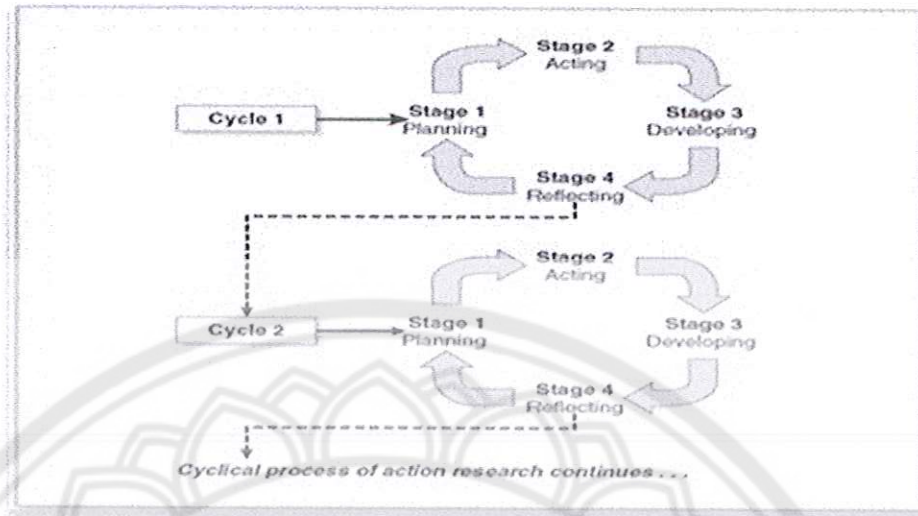 Stage 2
Acting
Cycle 1
Stage 1
Planning
Stage 3
Developing
Stage 4
Reflecting
Stage 2
Acting
Cycle 2
Stage 1
Planning
Stage 3
Developing
Stage 4
Reflecting
Cyclical process of action research continues . . .